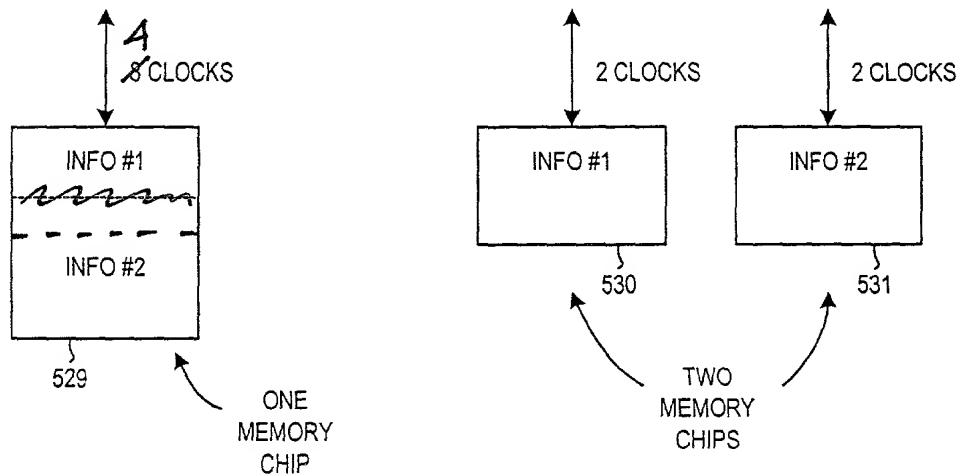 4
8 CLOCKS
INFO #1
INFO #2
529
ONE
MEMORY
CHIP
2 CLOCKS
INFO #1
530
2 CLOCKS
INFO #2
531
TWO
MEMORY
CHIPS